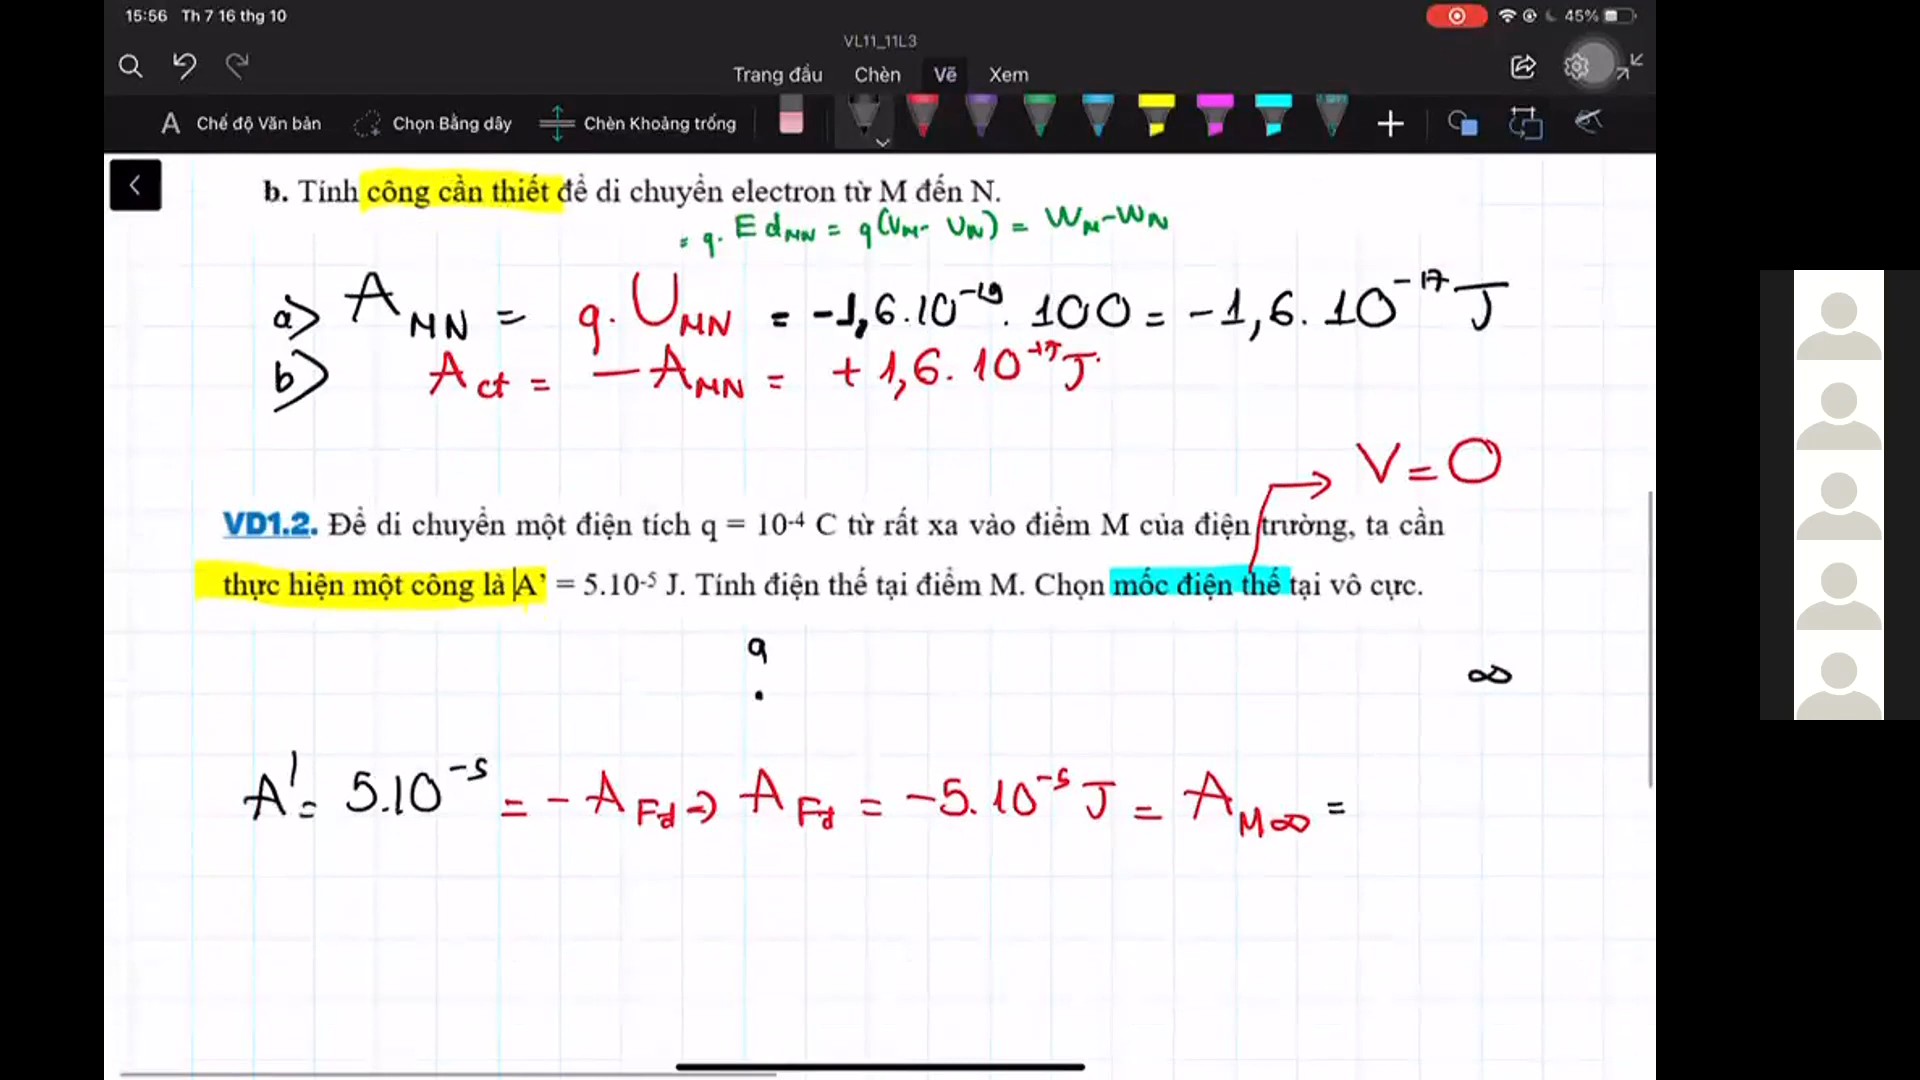 15:56 Th 7 16 thg 10
45%
VL11_11L3
Trang đầu Chèn Vẽ Xem
A Chế độ Văn bản Chọn Bằng dây Chèn Khoảng trống
b. Tính công cần thiết để di chuyển electron từ M đến N.
= q. E d_MN = q(V_M - V_N) = W_M - W_N
a) A_MN = q. U_MN = -1,6.10^-19. 100 = -1,6. 10^-17 J
b) A_ct = - A_MN = + 1,6. 10^-17 J.
V = 0
VD1.2. Để di chuyển một điện tích q = 10^-4 C từ rất xa vào điểm M của điện trường, ta cần
thực hiện một công là A’ = 5.10^-5 J. Tính điện thế tại điểm M. Chọn mốc điện thế tại vô cực.
q
∞
A' = 5.10^-5 = - A_Fd => A_Fd = -5.10^-5 J = A_M∞ =